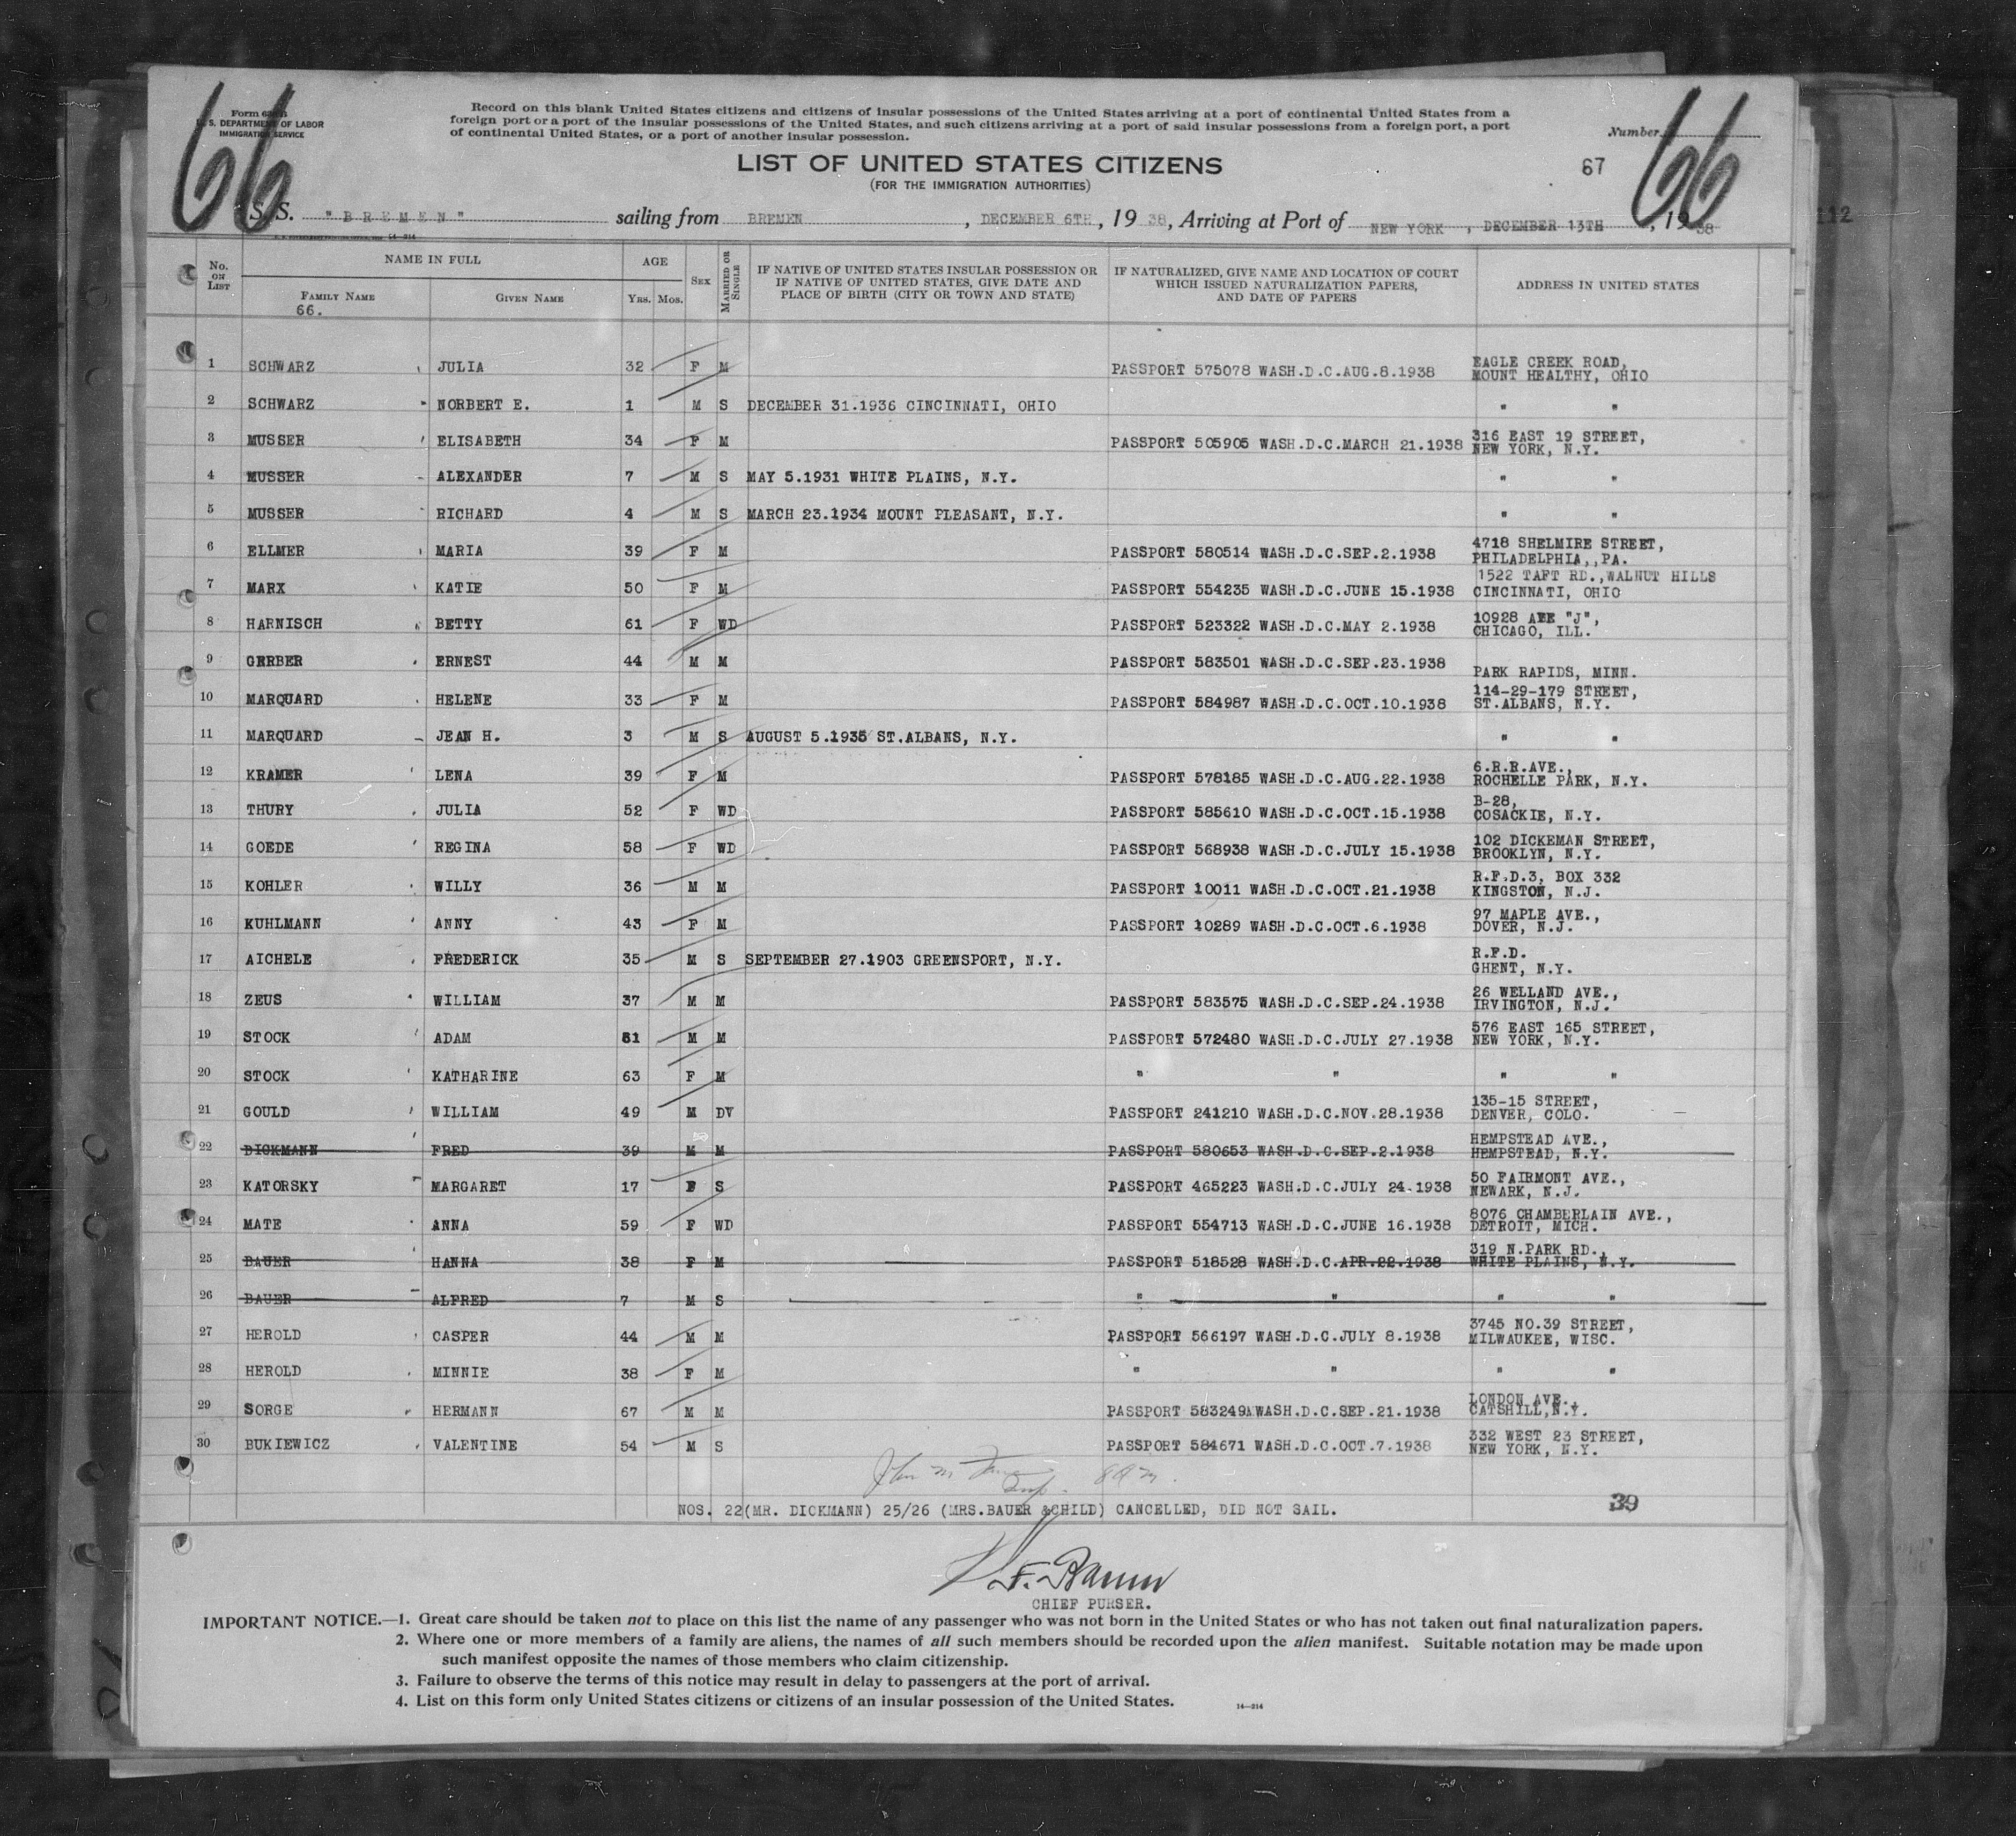 66
66
Form 630 B
U. S. DEPARTMENT OF LABOR
IMMIGRATION SERVICE
Record on this blank United States citizens and citizens of insular possessions of the United States arriving at a port of continental United States from a
foreign port or a port of the insular possessions of the United States, and such citizens arriving at a port of said insular possessions from a foreign port, a port
of continental United States, or a port of another insular possession.
Number
LIST OF UNITED STATES CITIZENS
67
(FOR THE IMMIGRATION AUTHORITIES)
S. S. "BREMEN" sailing from BREMEN, DECEMBER 6TH, 1938, Arriving at Port of NEW YORK, DECEMBER 13TH, 1938
112
14-214
No. ON LIST NAME IN FULL AGE SEX MARRIED OR SINGLE IF NATIVE OF UNITED STATES INSULAR POSSESSION OR IF NATIVE OF UNITED STATES, GIVE DATE AND PLACE OF BIRTH (CITY OR TOWN AND STATE) IF NATURALIZED, GIVE NAME AND LOCATION OF COURT WHICH ISSUED NATURALIZATION PAPERS, AND DATE OF PAPERS ADDRESS IN UNITED STATES
FAMILY NAME GIVEN NAME YRS. MOS.
66.
1 SCHWARZ JULIA 32 F M PASSPORT 575078 WASH.D.C.AUG.8.1938 EAGLE CREEK ROAD,
MOUNT HEALTHY, OHIO
2 SCHWARZ NORBERT E. 1 M S DECEMBER 31.1936 CINCINNATI, OHIO " "
3 MUSSER ELISABETH 34 F M PASSPORT 505905 WASH.D.C.MARCH 21.1938 316 EAST 19 STREET,
NEW YORK, N.Y.
4 MUSSER ALEXANDER 7 M S MAY 5.1931 WHITE PLAINS, N.Y. " "
5 MUSSER RICHARD 4 M S MARCH 23.1934 MOUNT PLEASANT, N.Y. " "
6 ELLMER MARIA 39 F M PASSPORT 580514 WASH.D.C.SEP.2.1938 4718 SHELMIRE STREET,
PHILADELPHIA,,PA.
7 MARX KATIE 50 F M PASSPORT 554235 WASH.D.C.JUNE 15.1938 1522 TAFT RD.,WALNUT HILLS
CINCINNATI, OHIO
8 HARNISCH BETTY 61 F WD PASSPORT 523322 WASH.D.C.MAY 2.1938 10928 "J",
CHICAGO, ILL.
9 GERBER ERNEST 44 M M PASSPORT 583501 WASH.D.C.SEP.23.1938
PARK RAPIDS, MINN.
10 MARQUARD HELENE 33 F M PASSPORT 584987 WASH.D.C.OCT.10.1938 114-29-179 STREET,
ST.ALBANS, N.Y.
11 MARQUARD JEAN H. 3 M S AUGUST 5.1935 ST.ALBANS, N.Y. " "
12 KRAMER LENA 39 F M PASSPORT 578185 WASH.D.C.AUG.22.1938 6.R.R.AVE.,
ROCHELLE PARK, N.Y.
13 THURY JULIA 52 F WD PASSPORT 585610 WASH.D.C.OCT.15.1938 B-28,
COSACKIE, N.Y.
14 GOEDE REGINA 58 F WD PASSPORT 568938 WASH.D.C.JULY 15.1938 102 DICKEMAN STREET,
BROOKLYN, N.Y.
15 KOHLER WILLY 36 M M PASSPORT 10011 WASH.D.C.OCT.21.1938 R.F.D.3, BOX 332
KINGSTON, N.J.
16 KUHLMANN ANNY 43 F M PASSPORT 10289 WASH.D.C.OCT.6.1938 97 MAPLE AVE.,
DOVER, N.J.
17 AICHELE FREDERICK 35 M S SEPTEMBER 27.1903 GREENSPORT, N.Y. R.F.D.
GHENT, N.Y.
18 ZEUS WILLIAM 37 M M PASSPORT 583575 WASH.D.C.SEP.24.1938 26 WELLAND AVE.,
IRVINGTON, N.J.
19 STOCK ADAM 61 M M PASSPORT 572480 WASH.D.C.JULY 27.1938 576 EAST 165 STREET,
NEW YORK, N.Y.
20 STOCK KATHARINE 63 F M " " " "
21 GOULD WILLIAM 49 M DV PASSPORT 241210 WASH.D.C.NOV.28.1938 135-15 STREET,
DENVER, COLO.
22 DICKMANN FRED 39 M M PASSPORT 580653 WASH.D.C.SEP.2.1938 HEMPSTEAD AVE.,
HEMPSTEAD, N.Y.
23 KATORSKY MARGARET 17 F S PASSPORT 465223 WASH.D.C.JULY 24.1938 50 FAIRMONT AVE.,
NEWARK, N.J.
24 MATE ANNA 59 F WD PASSPORT 554713 WASH.D.C.JUNE 16.1938 8076 CHAMBERLAIN AVE.,
DETROIT, MICH.
25 BAUER HANNA 38 F M PASSPORT 518528 WASH.D.C.APR.22.1938 319 N.PARK RD.,
WHITE PLAINS, N.Y.
26 BAUER ALFRED 7 M S " " " "
27 HEROLD CASPER 44 M M PASSPORT 566197 WASH.D.C.JULY 8.1938 3745 NO.39 STREET,
MILWAUKEE, WISC.
28 HEROLD MINNIE 38 F M " " " "
29 SORGE HERMANN 67 M M PASSPORT 583249 WASH.D.C.SEP.21.1938 LONDON AVE.,
CATSHILL,N.Y.
30 BUKIEWICZ VALENTINE 54 M S PASSPORT 584671 WASH.D.C.OCT.7.1938 332 WEST 23 STREET,
NEW YORK, N.Y.
NOS. 22(MR. DICKMANN) 25/26 (MRS.BAUER &CHILD) CANCELLED, DID NOT SAIL.
39
CHIEF PURSER.
IMPORTANT NOTICE.—1. Great care should be taken not to place on this list the name of any passenger who was not born in the United States or who has not taken out final naturalization papers.
2. Where one or more members of a family are aliens, the names of all such members should be recorded upon the alien manifest. Suitable notation may be made upon
such manifest opposite the names of those members who claim citizenship.
3. Failure to observe the terms of this notice may result in delay to passengers at the port of arrival.
4. List on this form only United States citizens or citizens of an insular possession of the United States.
14—214